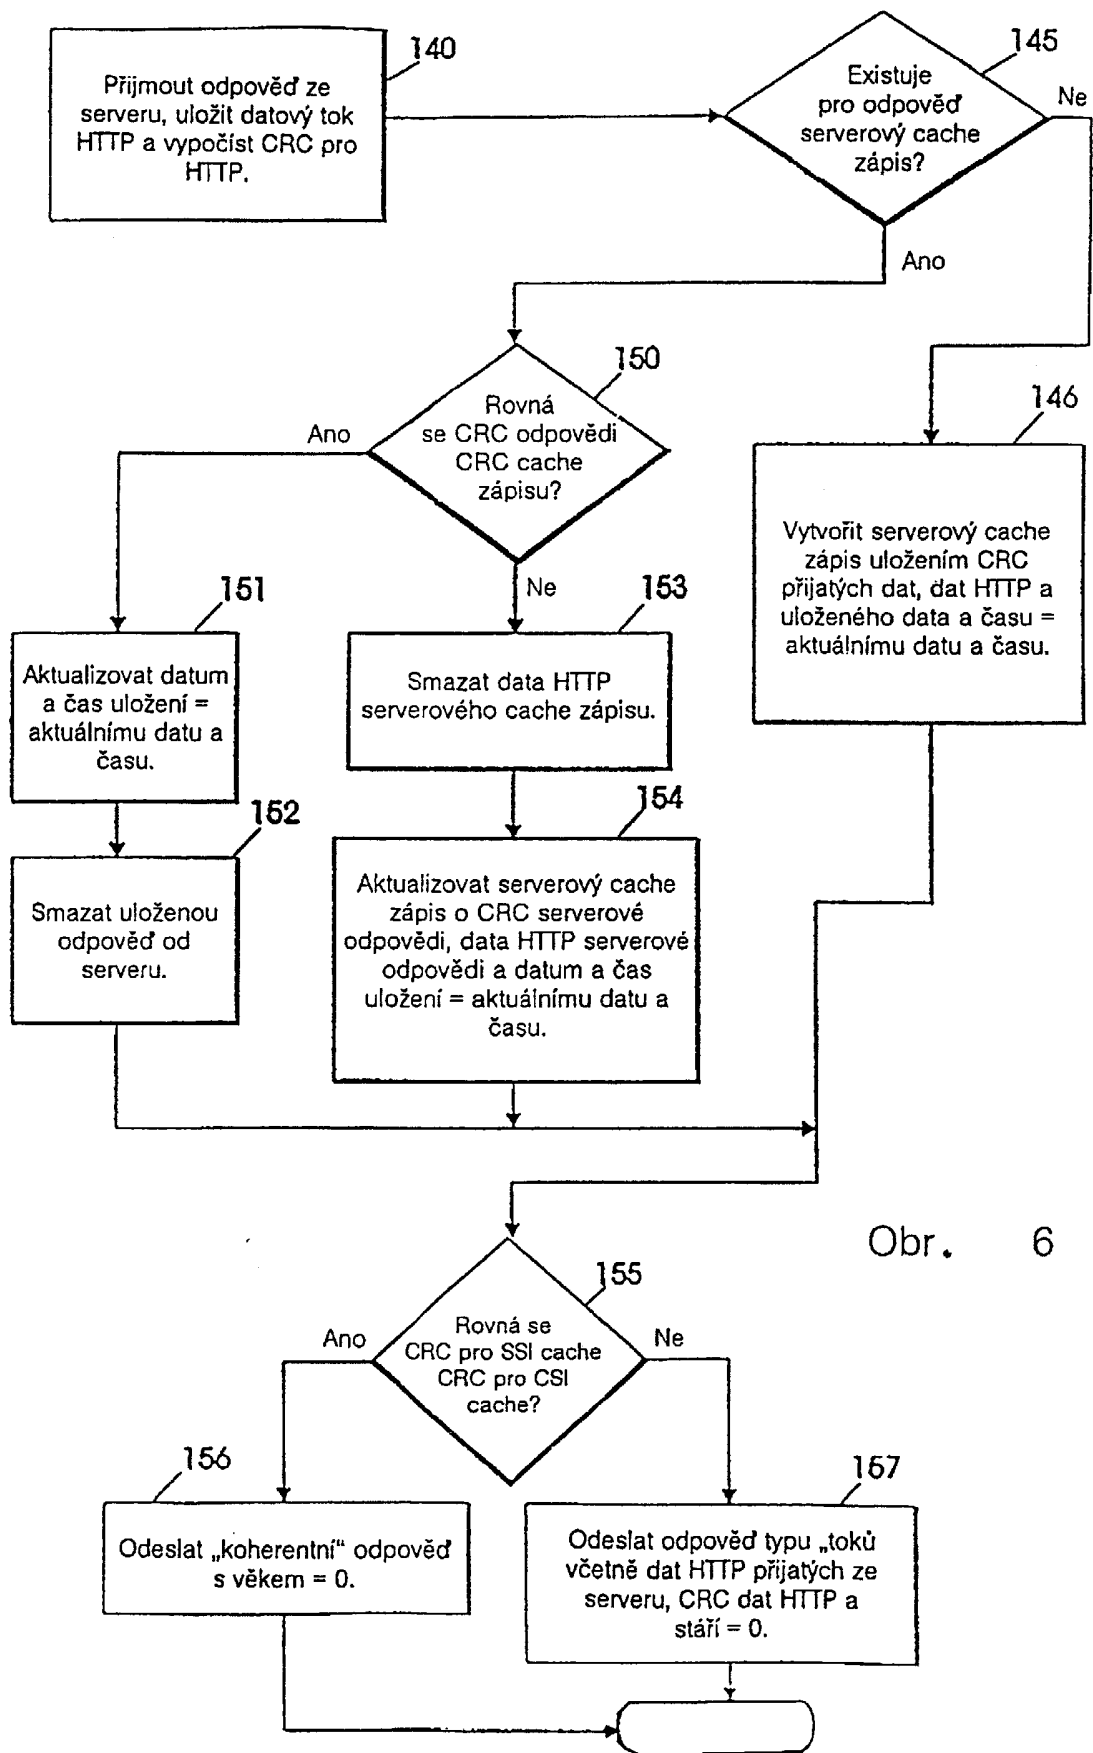 140
Přijmout odpověď ze
serveru, uložit datový tok
HTTP a vypočíst CRC pro
HTTP.
145
Existuje
pro odpověď
serverový cache
zápis?
Ne
Ano
150
Rovná
se CRC odpovědi
CRC cache
zápisu?
Ano
Ne
146
Vytvořit serverový cache
zápis uložením CRC
přijatých dat, dat HTTP a
uloženého data a času =
aktuálnímu datu a času.
151
Aktualizovat datum
a čas uložení =
aktuálnímu datu a
času.
153
Smazat data HTTP
serverového cache zápisu.
152
Smazat uloženou
odpověď od
serveru.
154
Aktualizovat serverový cache
zápis o CRC serverové
odpovědi, data HTTP serverové
odpovědi a datum a čas
uložení = aktuálnímu datu a
času.
Obr. 6
155
Rovná se
CRC pro SSI cache
CRC pro CSI
cache?
Ano
Ne
156
Odeslat „koherentní“ odpověď
s věkem = 0.
157
Odeslat odpověď typu „toků
včetně dat HTTP přijatých ze
serveru, CRC dat HTTP a
stáří = 0.